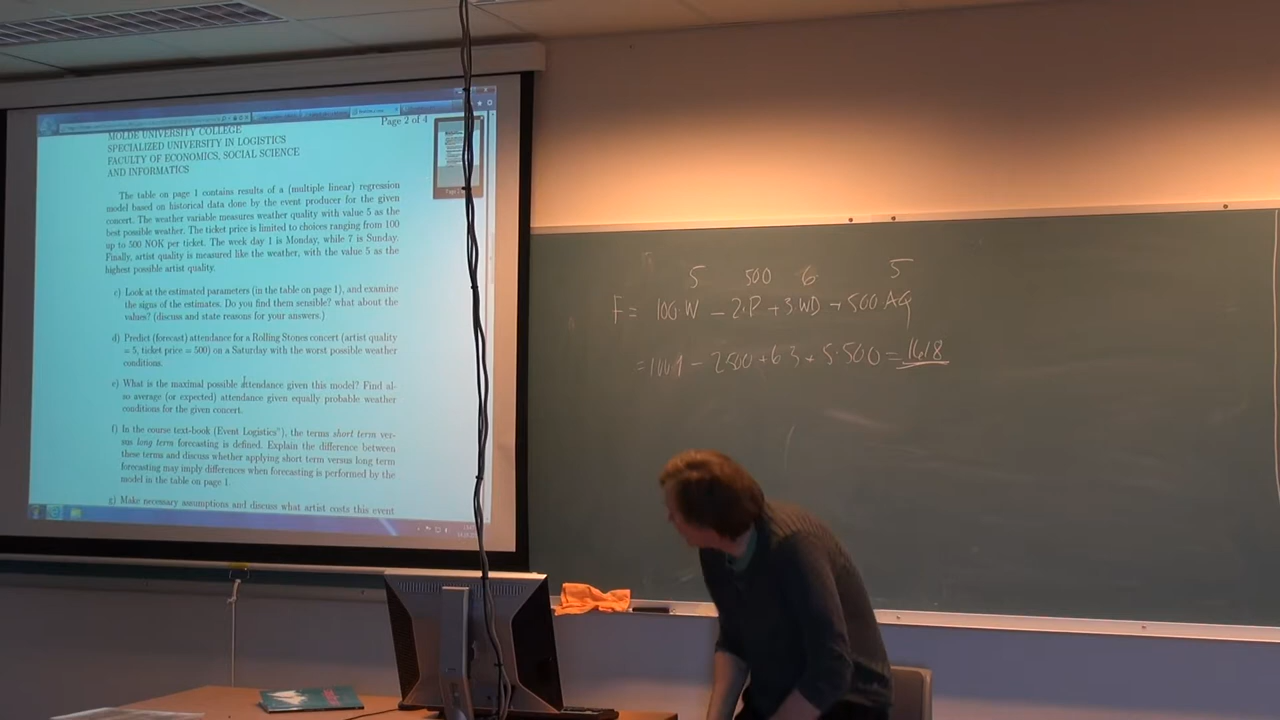 Page 2 of 4
MOLDE UNIVERSITY COLLEGE
SPECIALIZED UNIVERSITY IN LOGISTICS
FACULTY OF ECONOMICS, SOCIAL SCIENCE
AND INFORMATICS
The table on page 1 contains results of a (multiple linear) regression
model based on historical data done by the event producer for the given
concert. The weather variable measures weather quality with value 5 as the
best possible weather. The ticket price is limited to choices ranging from 100
up to 500 NOK per ticket. The week day 1 is Monday, while 7 is Sunday.
Finally, artist quality is measured like the weather, with the value 5 as the
highest possible artist quality.
c) Look at the estimated parameters (in the table on page 1), and examine
the signs of the estimates. Do you find them sensible? what about the
values? (discuss and state reasons for your answers.)
d) Predict (forecast) attendance for a Rolling Stones concert (artist quality
= 5, ticket price = 500) on a Saturday with the worst possible weather
conditions.
e) What is the maximal possible attendance given this model? Find al-
so average (or expected) attendance given equally probable weather
conditions for the given concert.
f) In the course text-book (Event Logistics"), the terms short term ver-
sus long term forecasting is defined. Explain the difference between
these terms and discuss whether applying short term versus long term
forecasting may imply differences when forecasting is performed by the
model in the table on page 1.
g) Make necessary assumptions and discuss what artist costs this event
5 500 6 5
F = 100·W - 2·P + 3·WD + 500·AQ
= 100·1 - 2500 + 6·3 + 5·500 = 1618